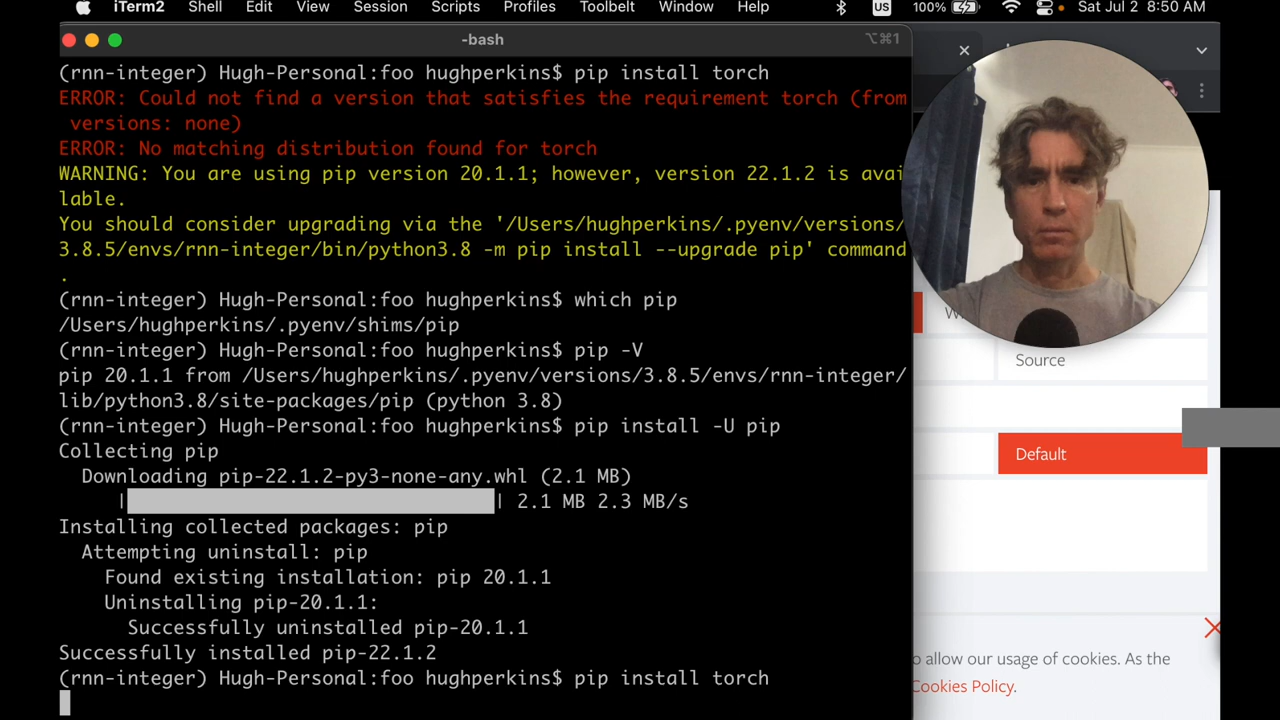 iTerm2 Shell Edit View Session Scripts Profiles Toolbelt Window Help US 100% Sat Jul 2 8:50 AM
-bash ⌥⌘1
(rnn-integer) Hugh-Personal:foo hughperkins$ pip install torch
ERROR: Could not find a version that satisfies the requirement torch (from
versions: none)
ERROR: No matching distribution found for torch
WARNING: You are using pip version 20.1.1; however, version 22.1.2 is avai
lable.
You should consider upgrading via the '/Users/hughperkins/.pyenv/versions/
3.8.5/envs/rnn-integer/bin/python3.8 -m pip install --upgrade pip' command
.
(rnn-integer) Hugh-Personal:foo hughperkins$ which pip
/Users/hughperkins/.pyenv/shims/pip
(rnn-integer) Hugh-Personal:foo hughperkins$ pip -V
pip 20.1.1 from /Users/hughperkins/.pyenv/versions/3.8.5/envs/rnn-integer/
lib/python3.8/site-packages/pip (python 3.8)
(rnn-integer) Hugh-Personal:foo hughperkins$ pip install -U pip
Collecting pip
Downloading pip-22.1.2-py3-none-any.whl (2.1 MB)
| | 2.1 MB 2.3 MB/s
Installing collected packages: pip
Attempting uninstall: pip
Found existing installation: pip 20.1.1
Uninstalling pip-20.1.1:
Successfully uninstalled pip-20.1.1
Successfully installed pip-22.1.2
(rnn-integer) Hugh-Personal:foo hughperkins$ pip install torch
Source
Default
o allow our usage of cookies. As the
Cookies Policy.